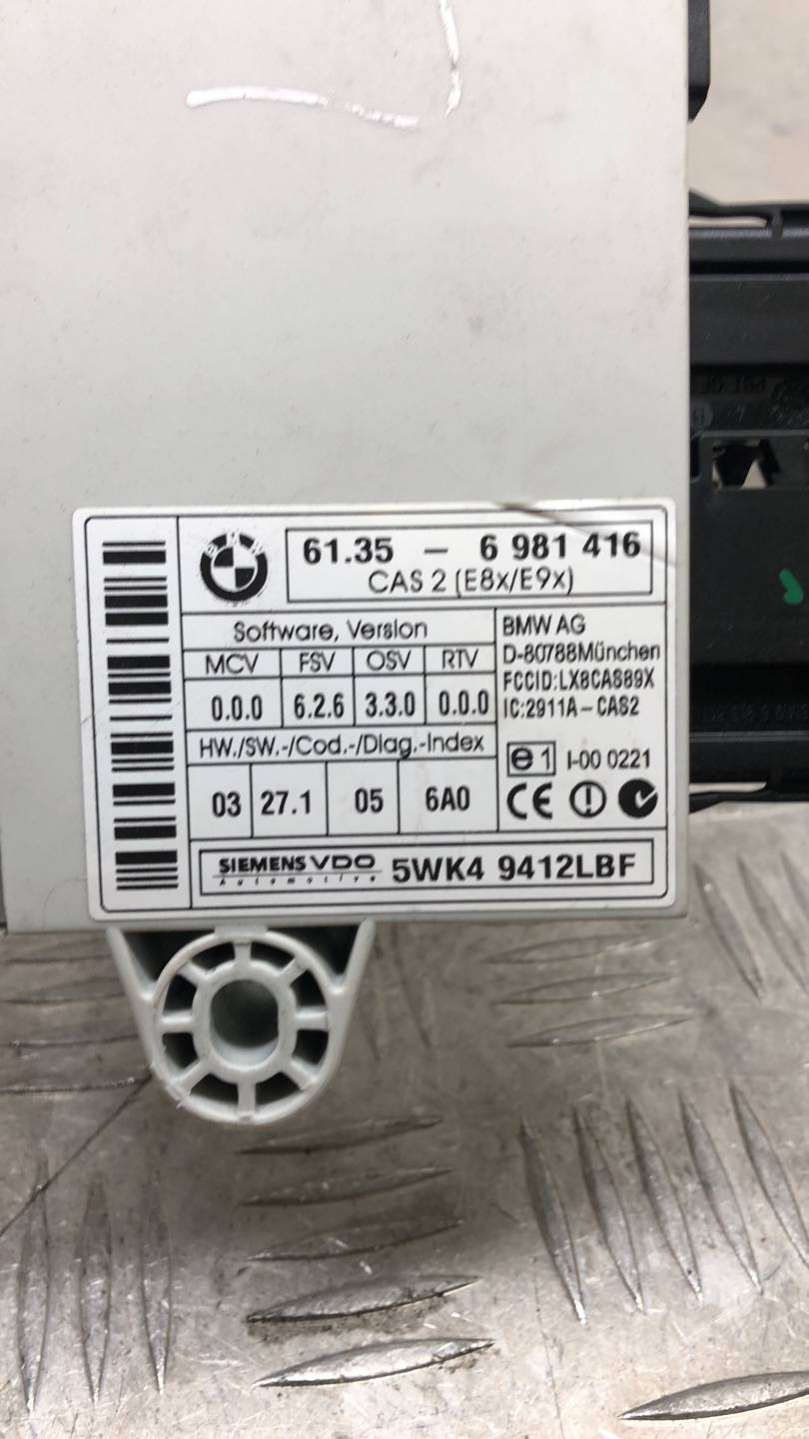 BMW
61.35 – 6 981 416
CAS 2 (E8x/E9x)
Software, Version
MCV FSV OSV RTV
0.0.0 6.2.6 3.3.0 0.0.0
HW./SW.-/Cod.-/Diag.-Index
03 27.1 05 6A0
BMW AG
D-80788München
FCCID:LX8CAS89X
IC:2911A-CAS2
e1 I-00 0221
CE
SIEMENS VDO 5WK4 9412LBF
Automotive